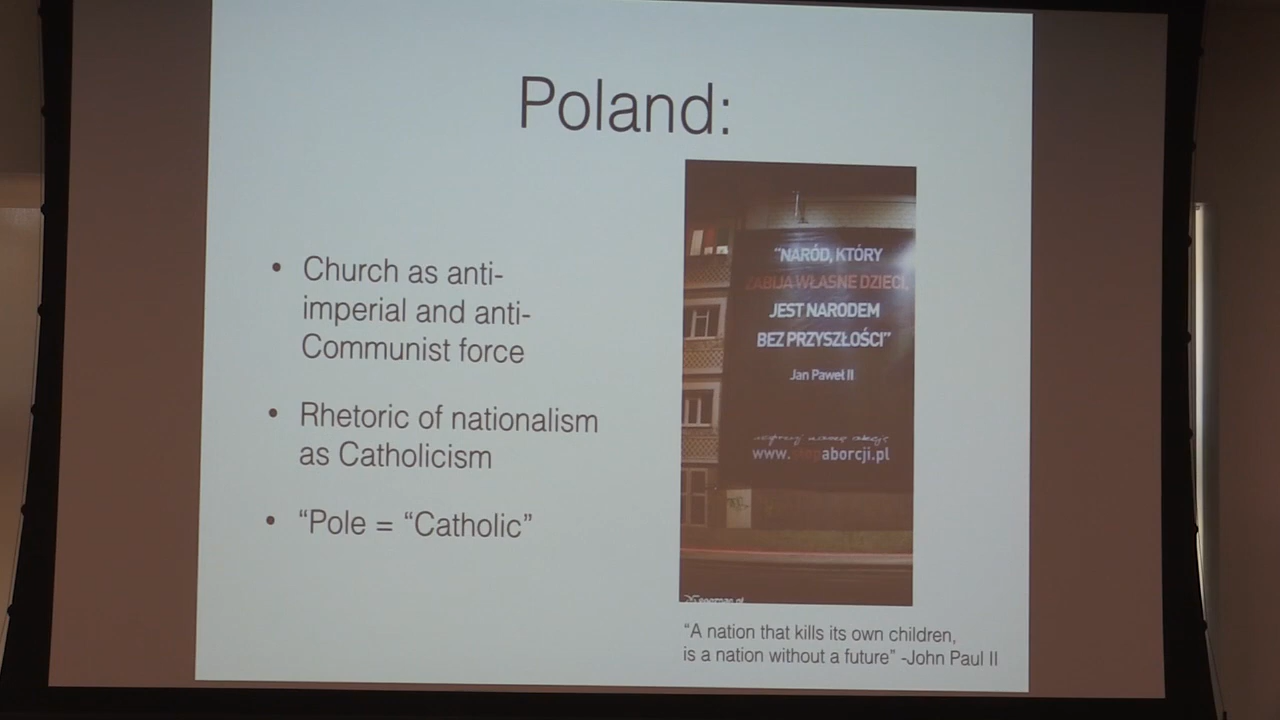 Poland:
• Church as anti-
imperial and anti-
Communist force
• Rhetoric of nationalism
as Catholicism
• “Pole = “Catholic”
“NARÓD, KTÓRY
ZABIJA WŁASNE DZIECI,
JEST NARODEM
BEZ PRZYSZŁOŚCI”
Jan Paweł II
www.stopaborcji.pl
“A nation that kills its own children,
is a nation without a future” -John Paul II